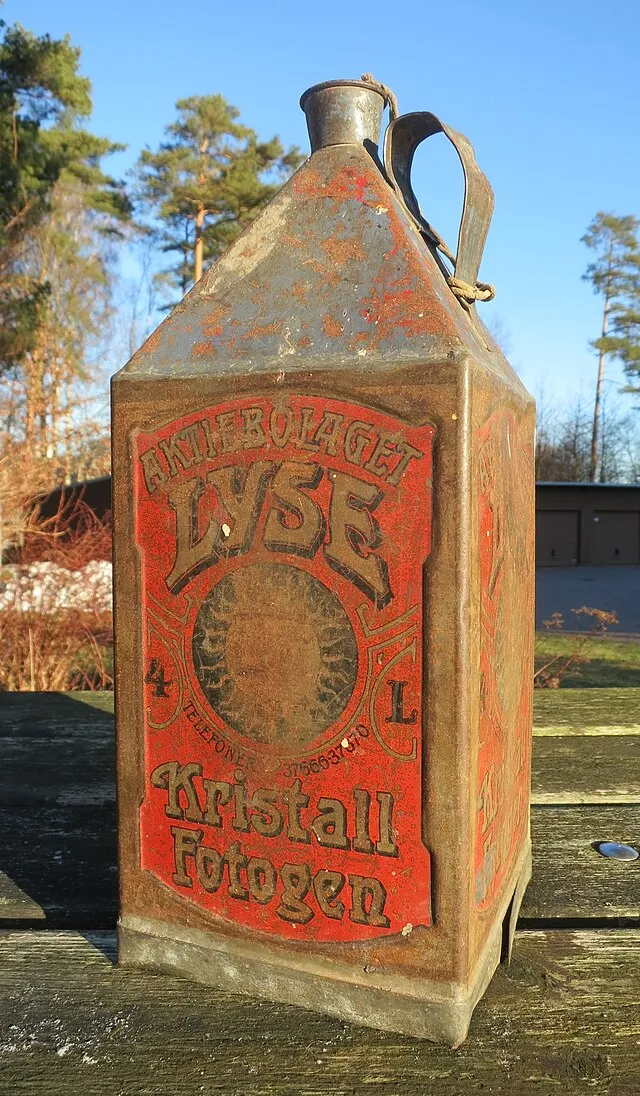 AKTIEBOLAGET
LYSE
4 L
TELEFONER
Kristall
Fotogen